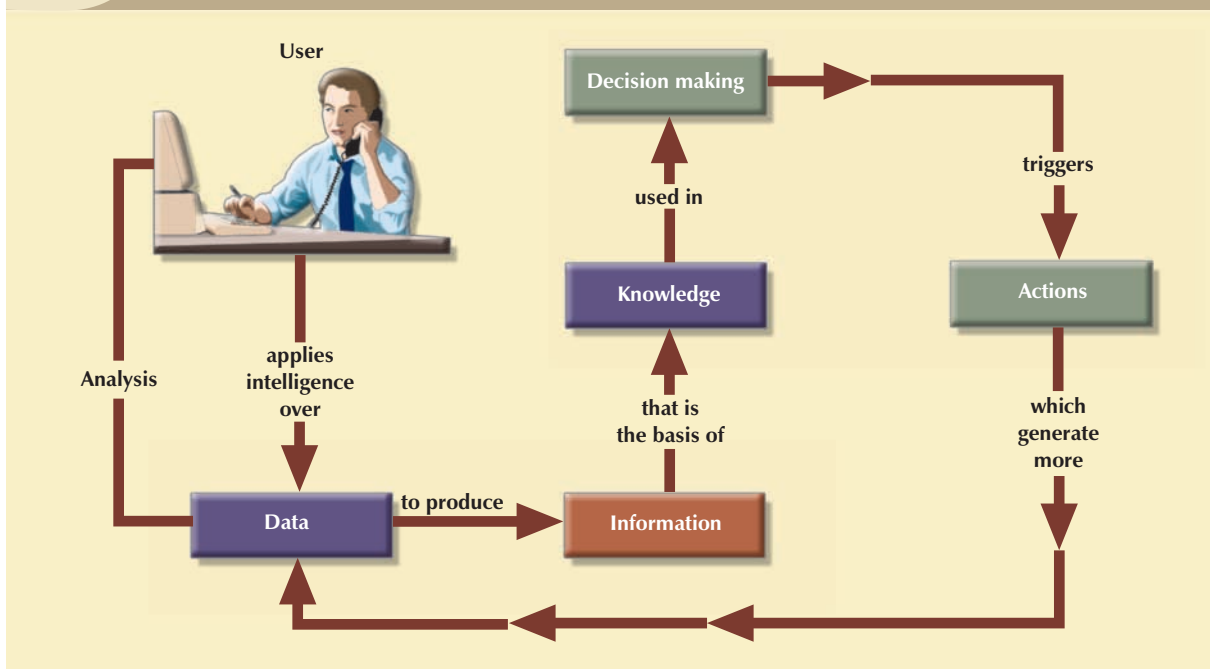 User
Analysis
applies
intelligence
over
Data
to produce
Information
that is
the basis of
Knowledge
used in
Decision making
triggers
Actions
which
generate
more